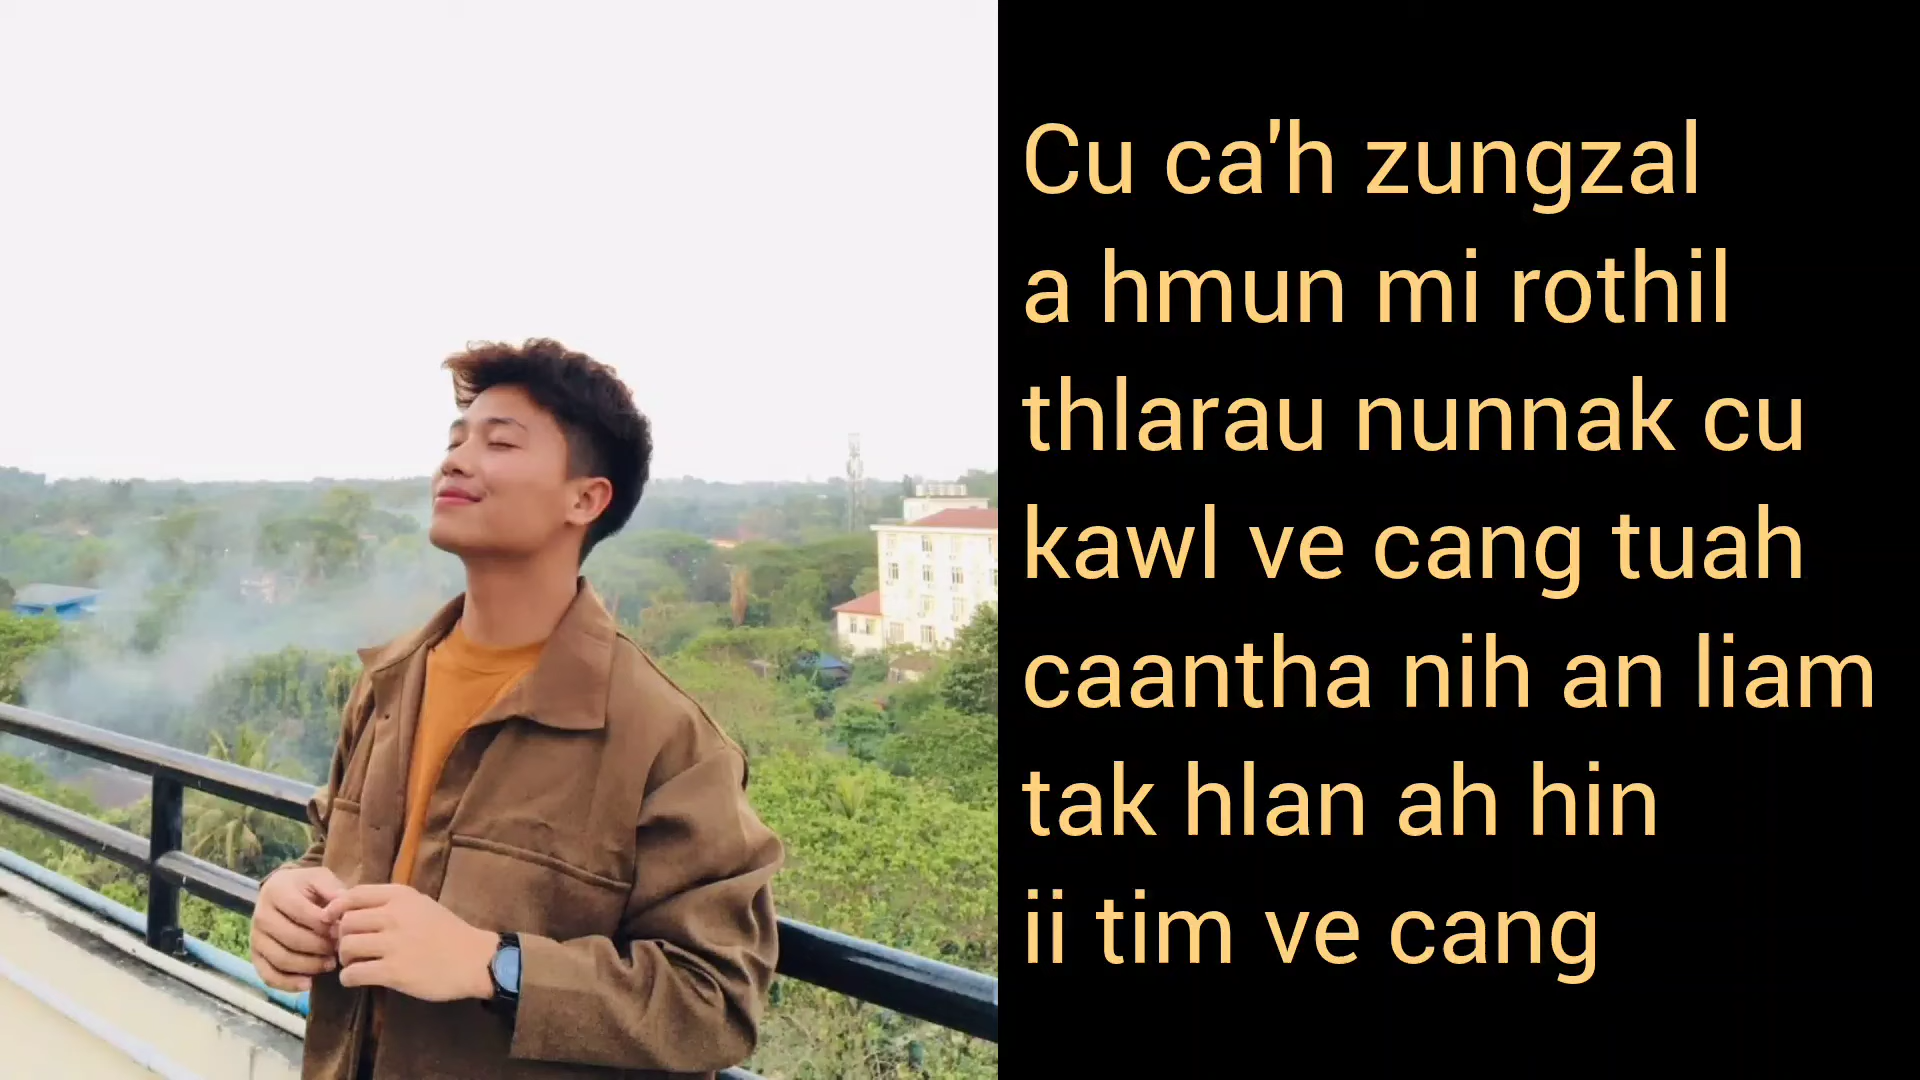 Cu ca'h zungzal
a hmun mi rothil
thlarau nunnak cu
kawl ve cang tuah
caantha nih an liam
tak hlan ah hin
ii tim ve cang